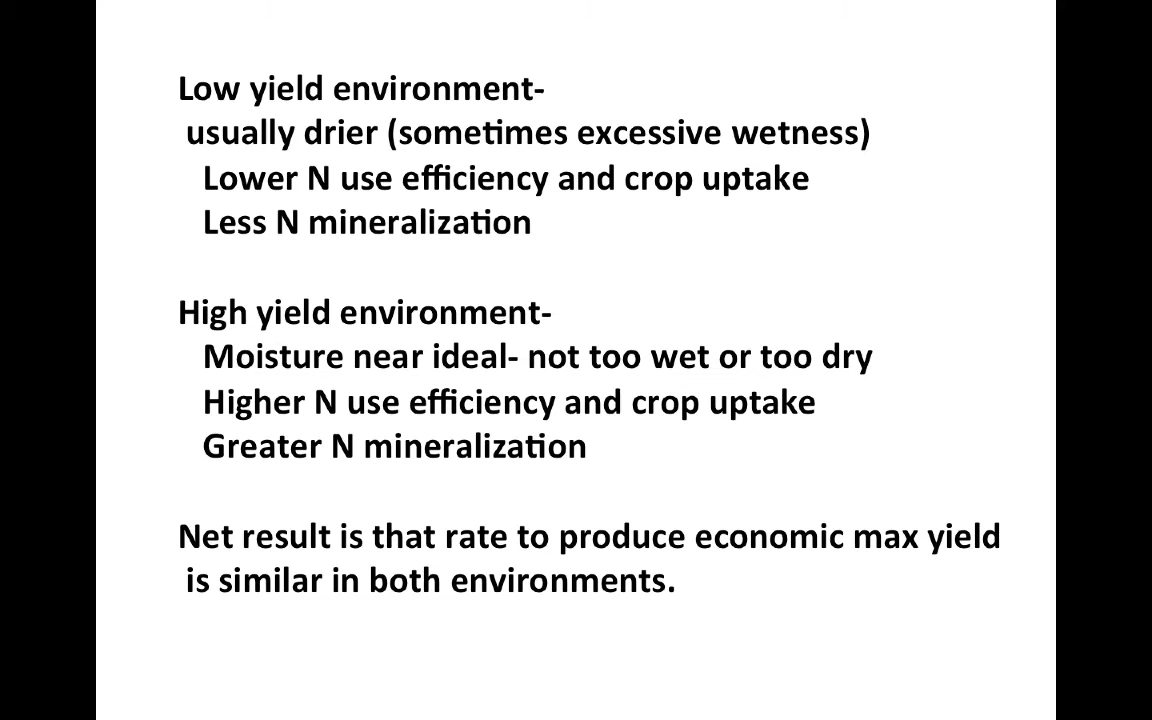 Low yield environment-
usually drier (sometimes excessive wetness)
Lower N use efficiency and crop uptake
Less N mineralization
High yield environment-
Moisture near ideal- not too wet or too dry
Higher N use efficiency and crop uptake
Greater N mineralization
Net result is that rate to produce economic max yield
is similar in both environments.